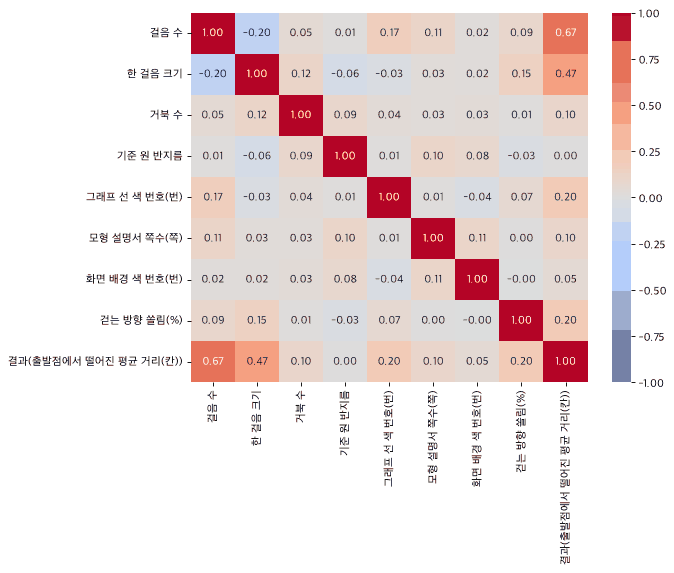 걸음 수 1.00 -0.20 0.05 0.01 0.17 0.11 0.02 0.09 0.67
한 걸음 크기 -0.20 1.00 0.12 -0.06 -0.03 0.03 0.02 0.15 0.47
거북 수 0.05 0.12 1.00 0.09 0.04 0.03 0.03 0.01 0.10
기준 원 반지름 0.01 -0.06 0.09 1.00 0.01 0.10 0.08 -0.03 0.00
그래프 선 색 번호(번) 0.17 -0.03 0.04 0.01 1.00 0.01 -0.04 0.07 0.20
모형 설명서 쪽수(쪽) 0.11 0.03 0.03 0.10 0.01 1.00 0.11 0.00 0.10
화면 배경 색 번호(번) 0.02 0.02 0.03 0.08 -0.04 0.11 1.00 -0.00 0.05
걷는 방향 쏠림(%) 0.09 0.15 0.01 -0.03 0.07 0.00 -0.00 1.00 0.20
결과(출발점에서 떨어진 평균 거리(칸)) 0.67 0.47 0.10 0.00 0.20 0.10 0.05 0.20 1.00
걸음 수
한 걸음 크기
거북 수
기준 원 반지름
그래프 선 색 번호(번)
모형 설명서 쪽수(쪽)
화면 배경 색 번호(번)
걷는 방향 쏠림(%)
결과(출발점에서 떨어진 평균 거리(칸))
1.00
0.75
0.50
0.25
0.00
-0.25
-0.50
-0.75
-1.00